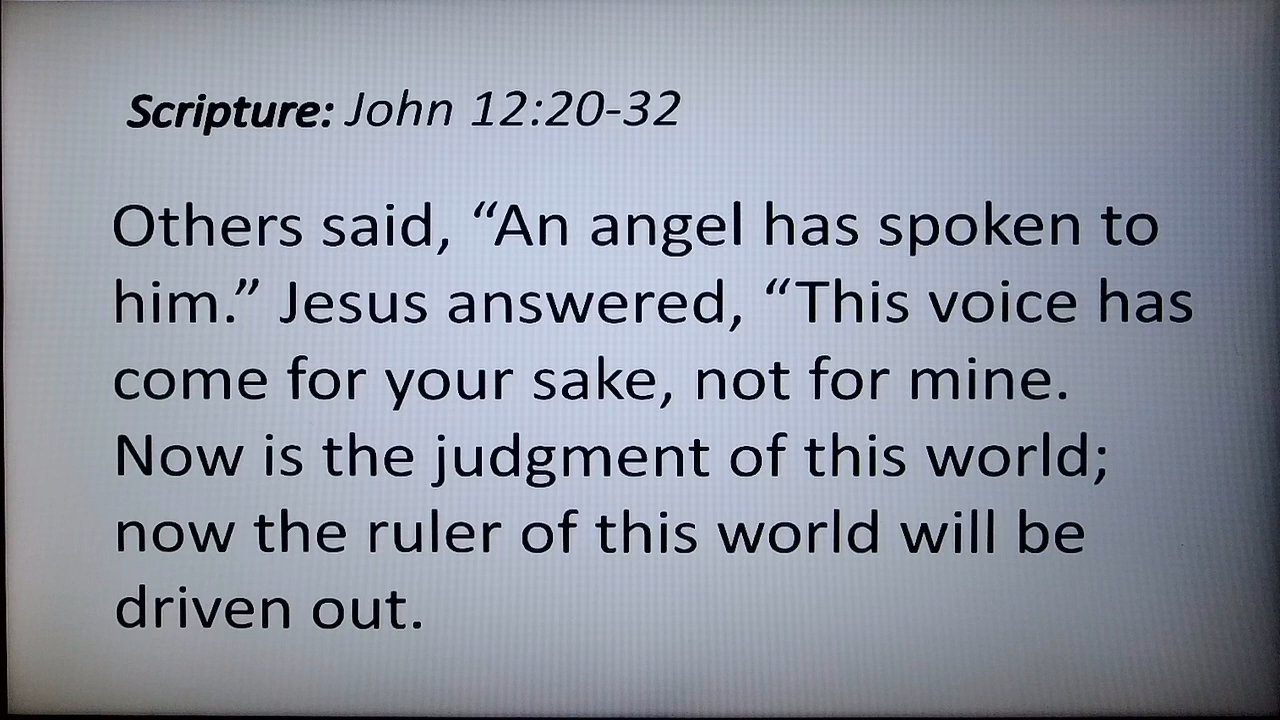 Scripture: John 12:20-32
Others said, “An angel has spoken to
him.” Jesus answered, “This voice has
come for your sake, not for mine.
Now is the judgment of this world;
now the ruler of this world will be
driven out.